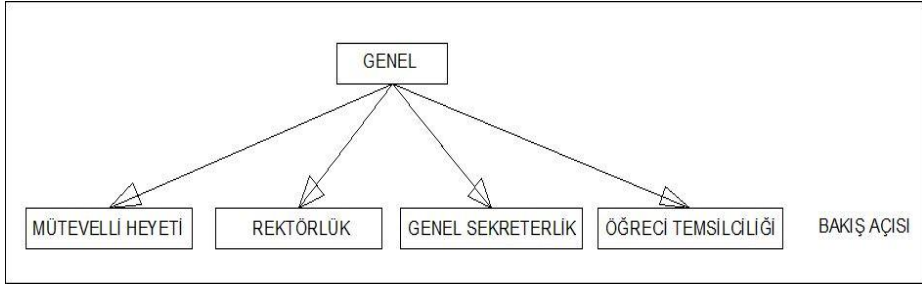 GENEL
MÜTEVELLİ HEYETİ
REKTÖRLÜK
GENEL SEKRETERLİK
ÖĞRECİ TEMSİLCİLİĞİ
BAKIŞ AÇISI